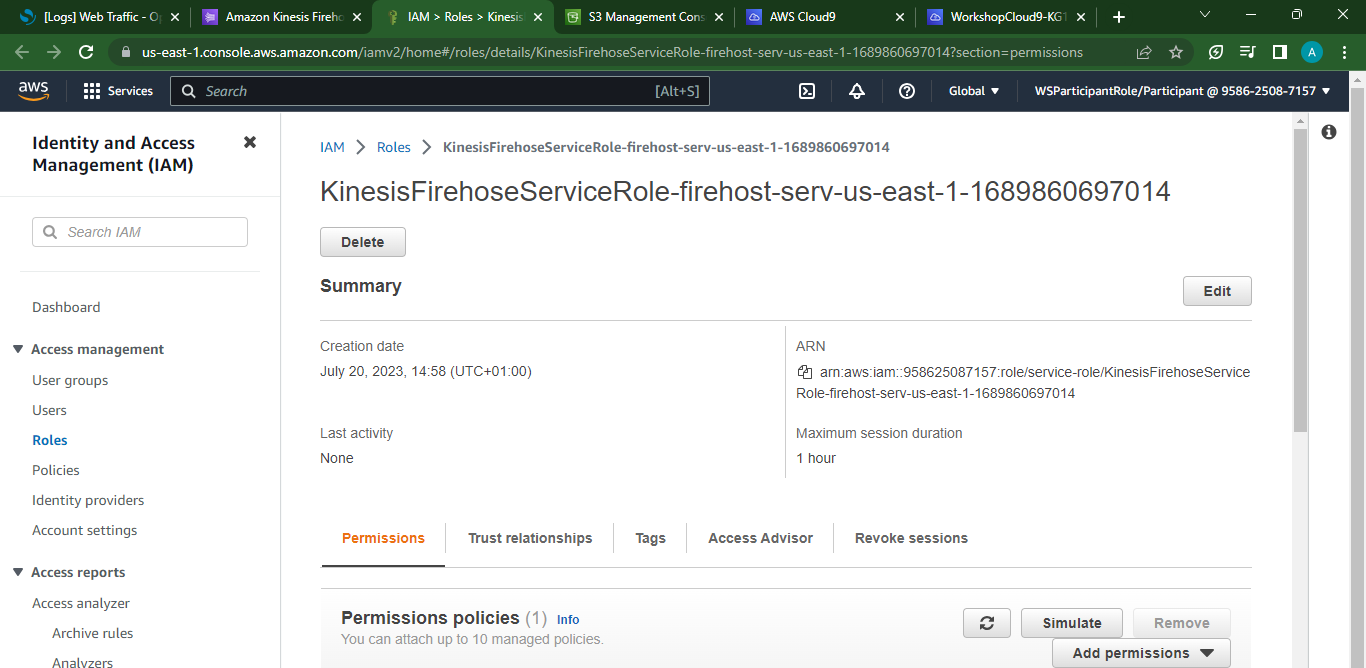 [Logs] Web Traffic - Op
Amazon Kinesis Fireho
IAM > Roles > Kinesis
S3 Management Cons
AWS Cloud9
WorkshopCloud9-KG1
us-east-1.console.aws.amazon.com/iamv2/home#/roles/details/KinesisFirehoseServiceRole-firehost-serv-us-east-1-1689860697014?section=permissions
A
aws
Services
Search
[Alt+S]
Global
WSParticipantRole/Participant @ 9586-2508-7157
Identity and Access
Management (IAM)
Search IAM
Dashboard
Access management
User groups
Users
Roles
Policies
Identity providers
Account settings
Access reports
Access analyzer
Archive rules
Analyzers
IAM > Roles > KinesisFirehoseServiceRole-firehost-serv-us-east-1-1689860697014
KinesisFirehoseServiceRole-firehost-serv-us-east-1-1689860697014
Delete
Summary
Edit
Creation date
July 20, 2023, 14:58 (UTC+01:00)
ARN
arn:aws:iam::958625087157:role/service-role/KinesisFirehoseService
Role-firehost-serv-us-east-1-1689860697014
Last activity
None
Maximum session duration
1 hour
Permissions
Trust relationships
Tags
Access Advisor
Revoke sessions
Permissions policies (1) Info
You can attach up to 10 managed policies.
Simulate
Remove
Add permissions